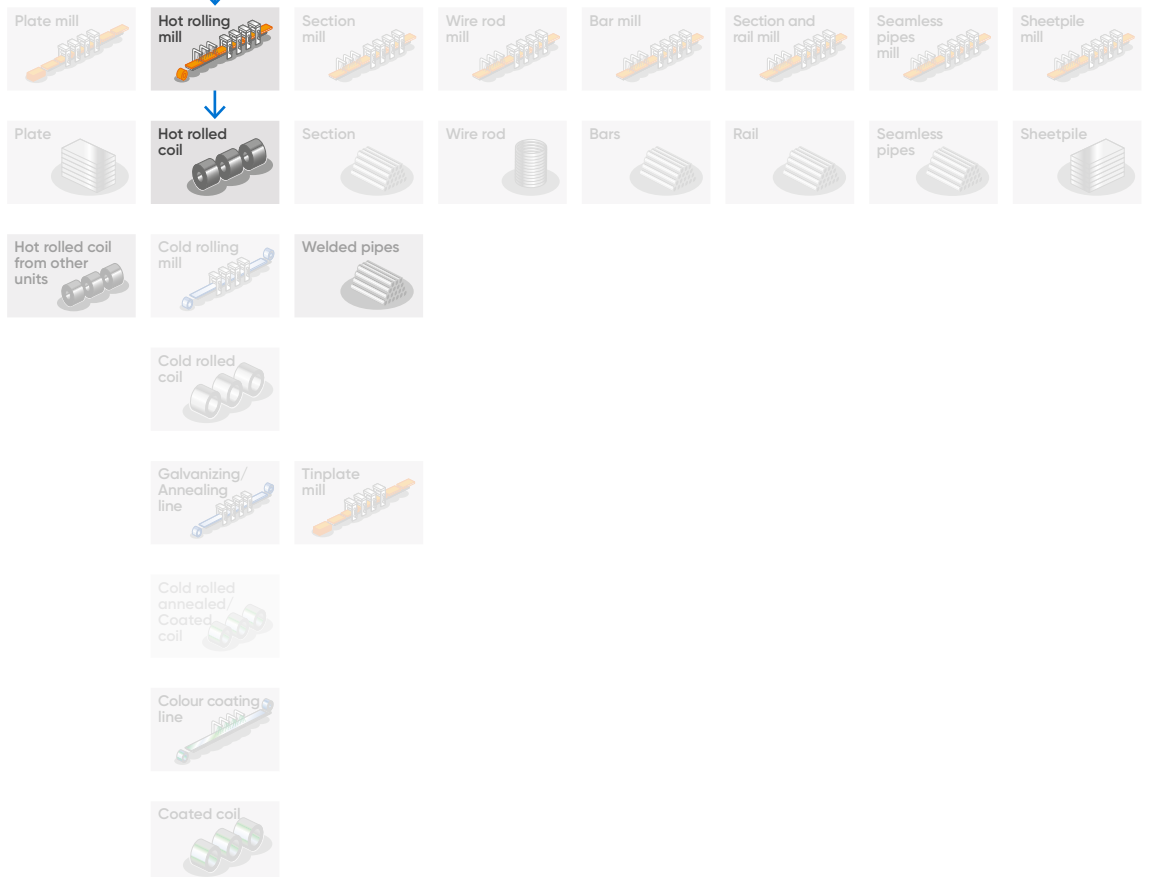 Plate mill
Hot rolling
mill
Section
mill
Wire rod
mill
Bar mill
Section and
rail mill
Seamless
pipes
mill
Sheetpile
mill
Plate
Hot rolled
coil
Section
Wire rod
Bars
Rail
Seamless
pipes
Sheetpile
Hot rolled coil
from other
units
Cold rolling
mill
Welded pipes
Cold rolled
coil
Galvanizing/
Annealing
line
Tinplate
mill
Cold rolled
annealed/
Coated
coil
Colour coating
line
Coated coil